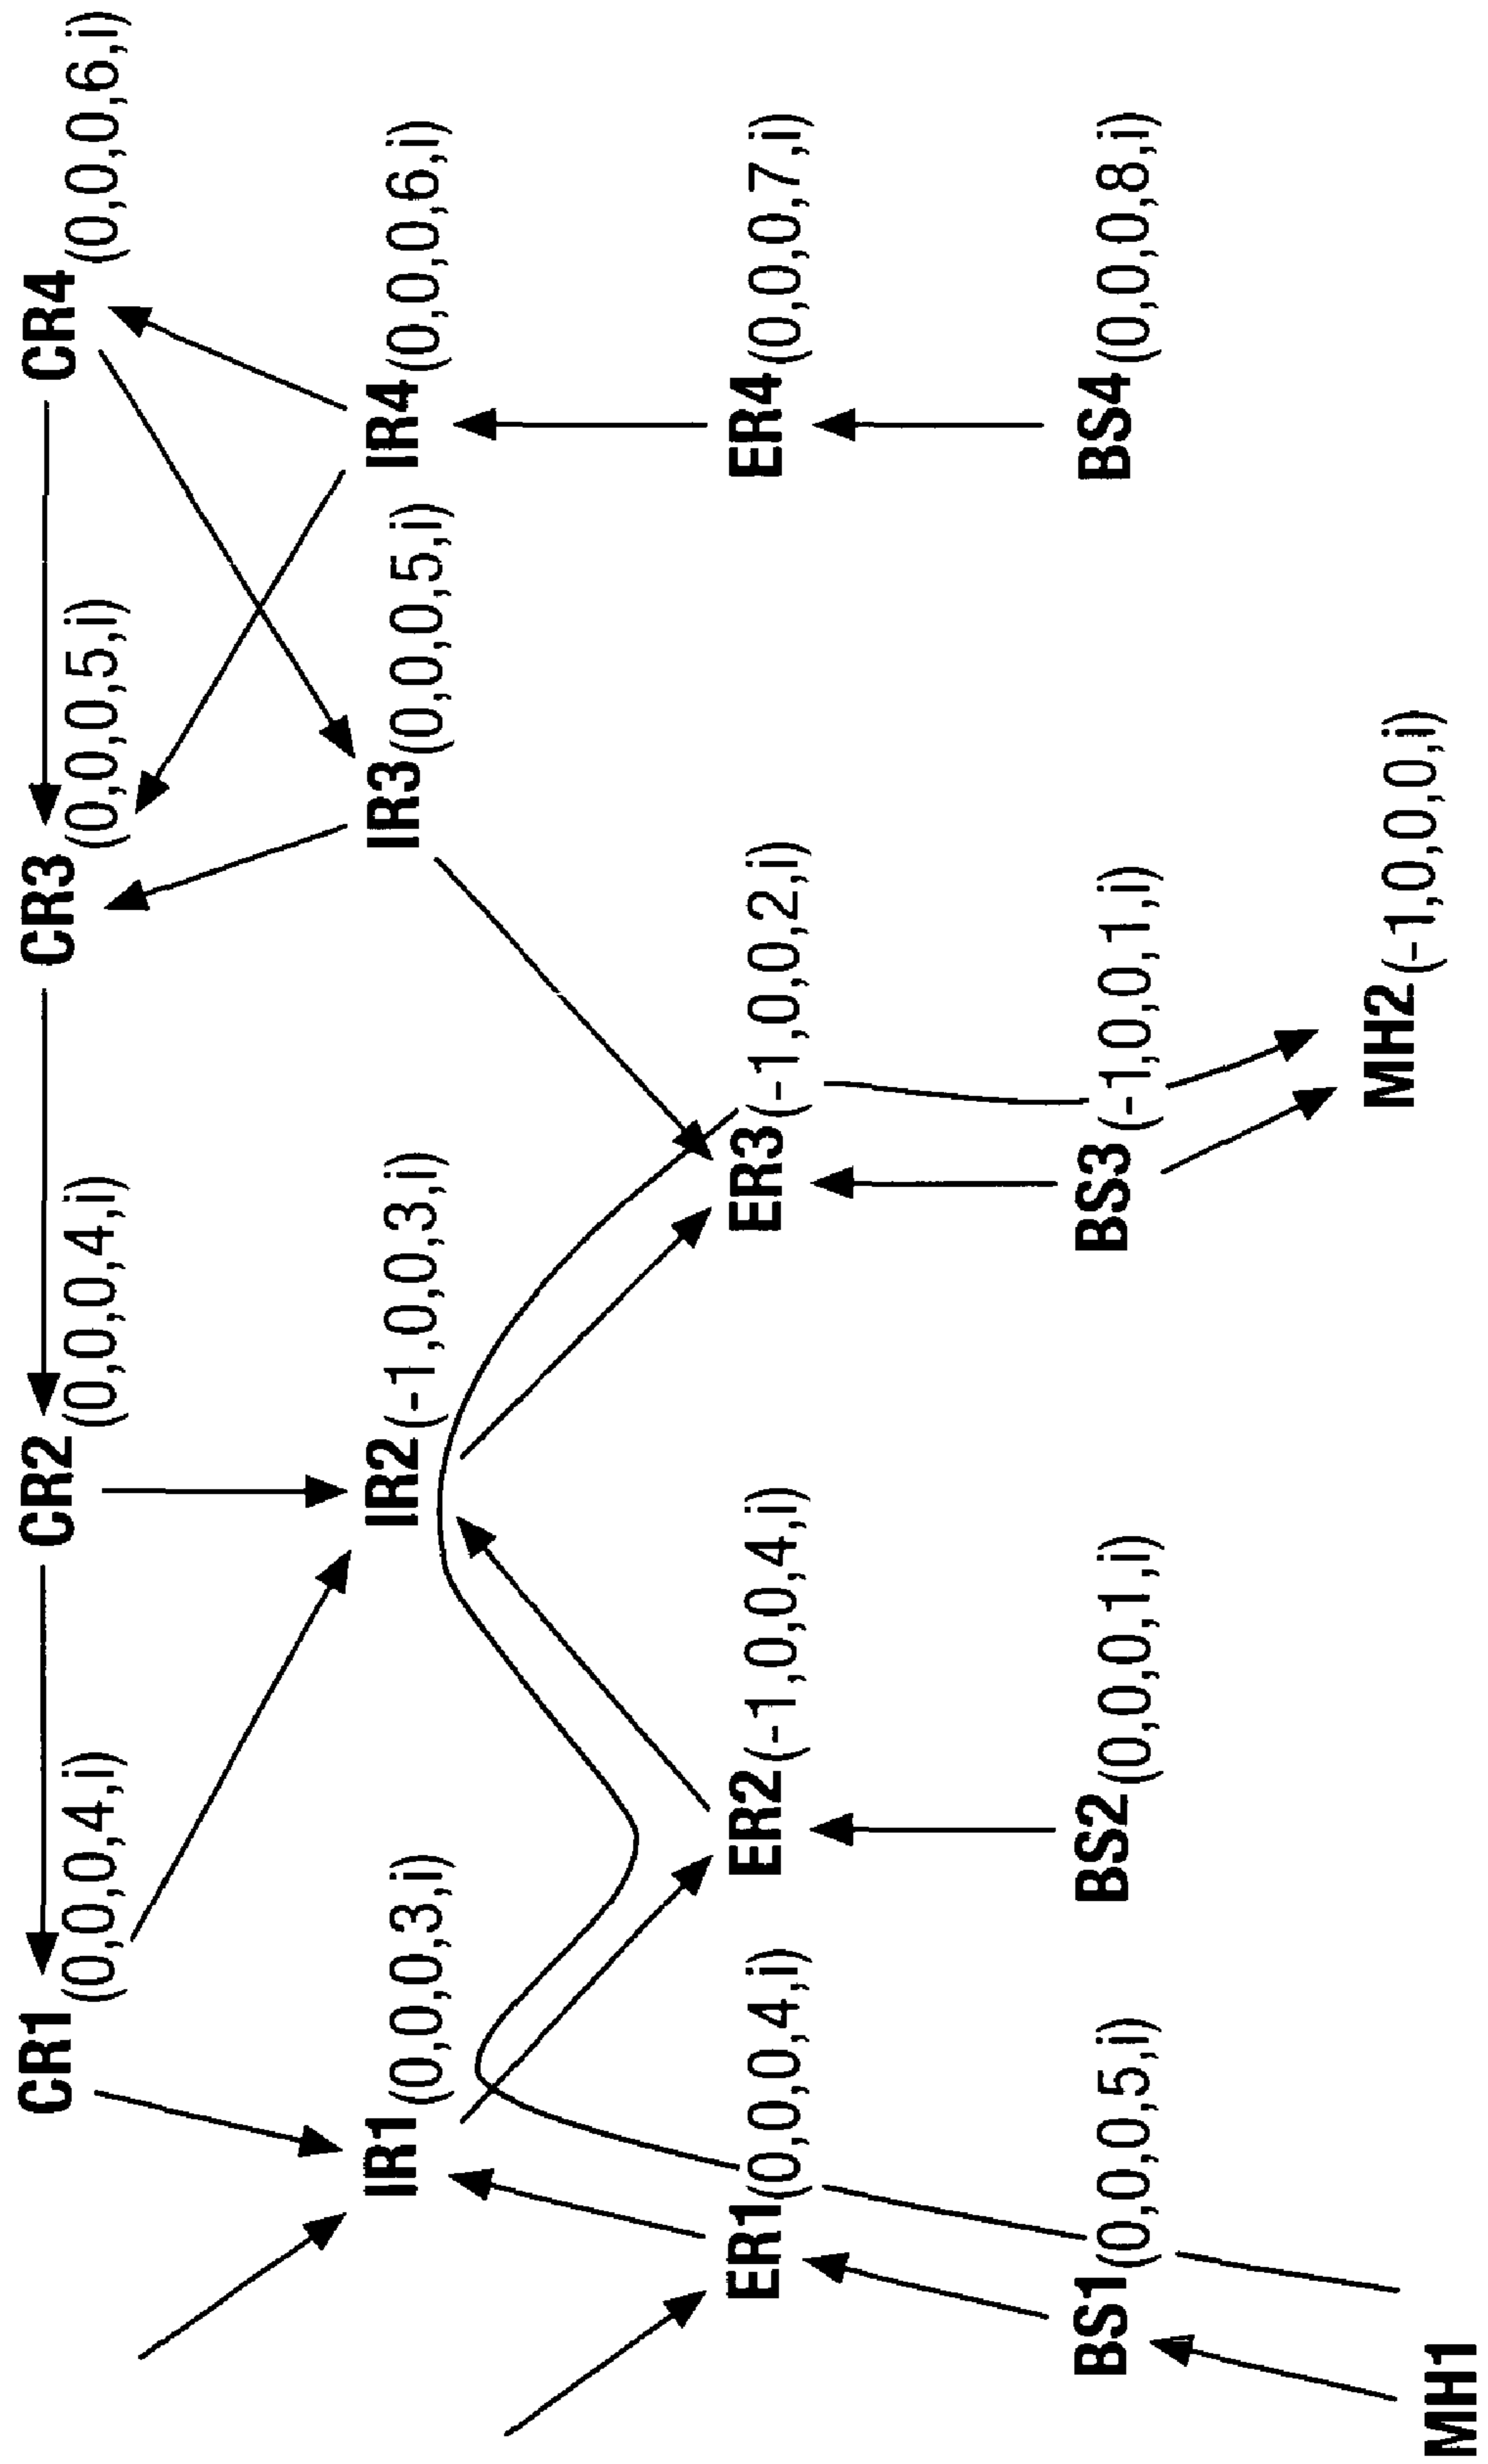 CR1 (0,0,0,4,i)
CR2 (0,0,0,4,i)
CR3 (0,0,0,5,i)
CR4 (0,0,0,6,i)
IR1 (0,0,0,3,i)
IR2 (-1,0,0,3,i)
IR3 (0,0,0,5,i)
IR4 (0,0,0,6,i)
ER1 (0,0,0,4,i)
ER2 (-1,0,0,4,i)
ER3 (-1,0,0,2,i)
ER4 (0,0,0,7,i)
BS1 (0,0,0,5,i)
BS2 (0,0,0,1,i)
BS3 (-1,0,0,1,i)
BS4 (0,0,0,8,i)
MH1
MH2 (-1,0,0,0,i)